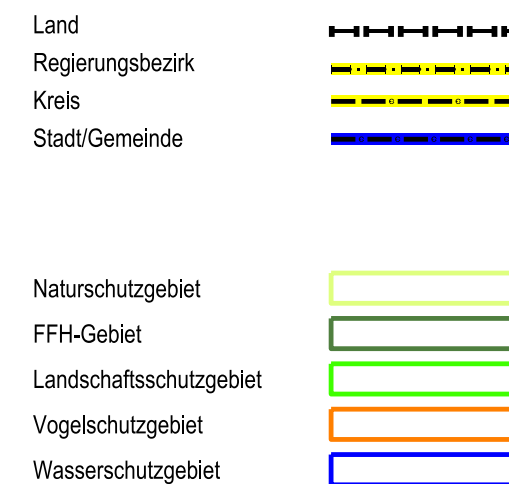 Land
Regierungsbezirk
Kreis
Stadt/Gemeinde
Naturschutzgebiet
FFH-Gebiet
Landschaftsschutzgebiet
Vogelschutzgebiet
Wasserschutzgebiet